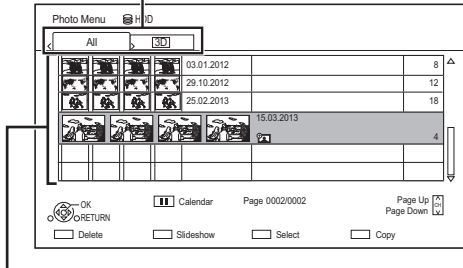 Photo Menu HDD
All 3D
03.01.2012 8
29.10.2012 12
25.02.2013 18
15.03.2013
4
OK
RETURN
Calendar Page 0002/0002 Page Up CH
Page Down
Delete Slideshow Select Copy